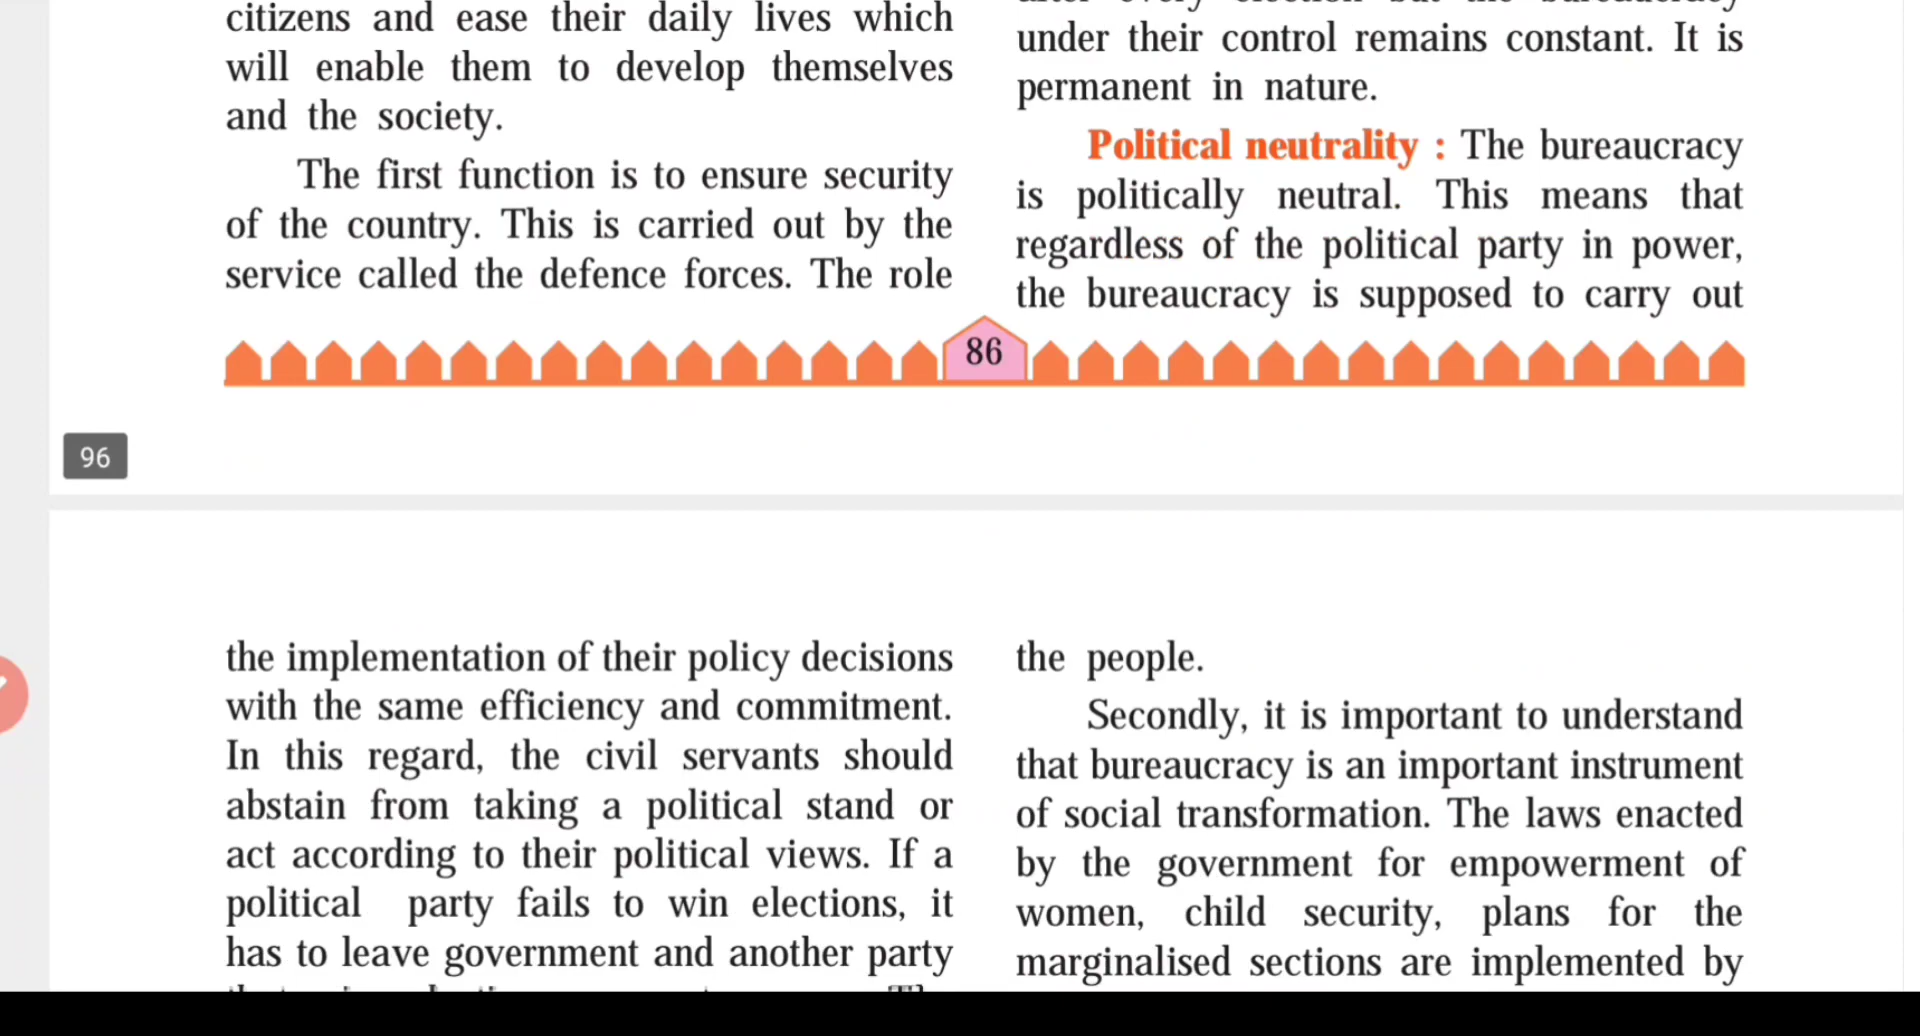 citizens and ease their daily lives which
will enable them to develop themselves
and the society.
The first function is to ensure security
of the country. This is carried out by the
service called the defence forces. The role
under their control remains constant. It is
permanent in nature.
Political neutrality : The bureaucracy
is politically neutral. This means that
regardless of the political party in power,
the bureaucracy is supposed to carry out
86
96
the implementation of their policy decisions
with the same efficiency and commitment.
In this regard, the civil servants should
abstain from taking a political stand or
act according to their political views. If a
political party fails to win elections, it
has to leave government and another party
the people.
Secondly, it is important to understand
that bureaucracy is an important instrument
of social transformation. The laws enacted
by the government for empowerment of
women, child security, plans for the
marginalised sections are implemented by